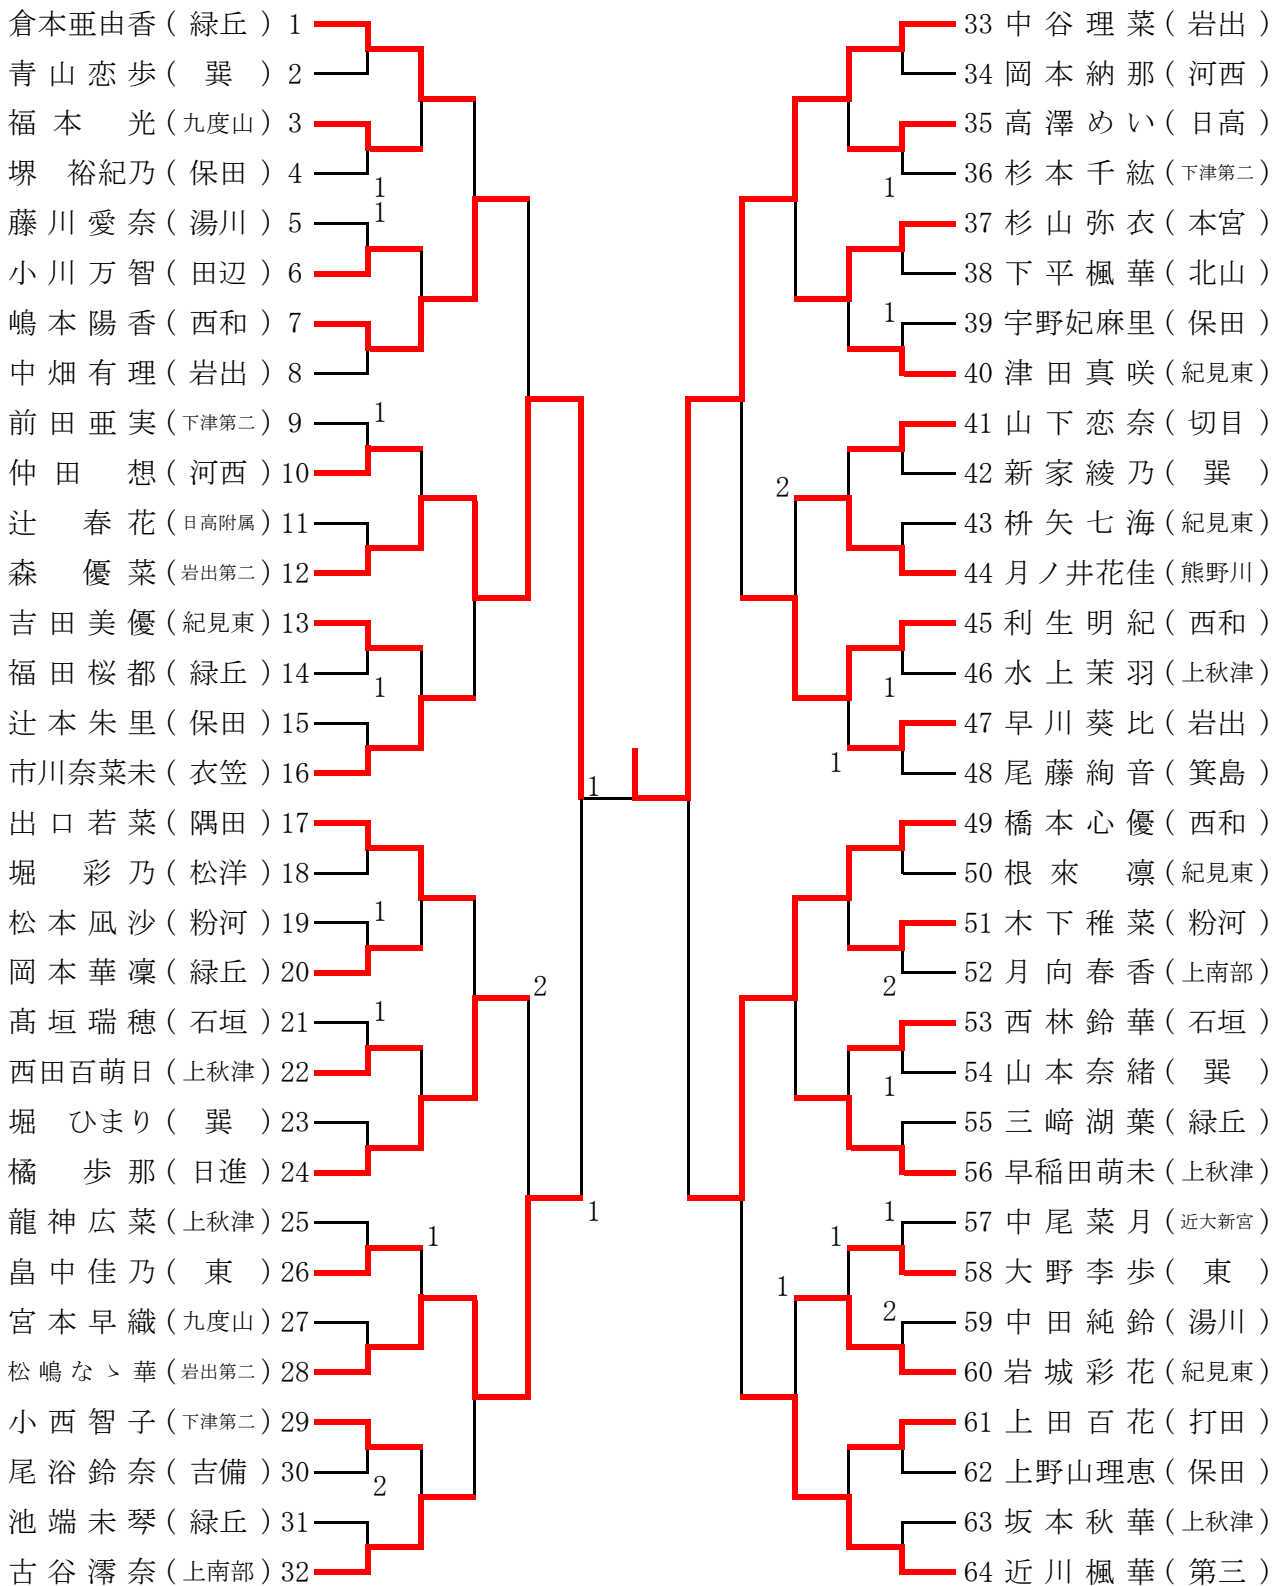 倉本亜由香 ( 緑丘 ) 1
青山恋歩 ( 巽 ) 2
福本 光 ( 九度山 ) 3
堺 裕紀乃 ( 保田 ) 4
1
1
藤川愛奈 ( 湯川 ) 5
小川万智 ( 田辺 ) 6
嶋本陽香 ( 西和 ) 7
中畑有理 ( 岩出 ) 8
前田亜実 ( 下津第二 ) 9
1
仲田 想 ( 河西 ) 10
辻 春花 ( 日高附属 ) 11
森 優菜 ( 岩出第二 ) 12
吉田美優 ( 紀見東 ) 13
福田桜都 ( 緑丘 ) 14
1
辻本朱里 ( 保田 ) 15
市川奈菜未 ( 衣笠 ) 16
1
出口若菜 ( 隅田 ) 17
堀 彩乃 ( 松洋 ) 18
松本凪沙 ( 粉河 ) 19
1
岡本華凜 ( 緑丘 ) 20
2
髙垣瑞穂 ( 石垣 ) 21
1
西田百萌日 ( 上秋津 ) 22
堀 ひまり ( 巽 ) 23
橘 歩那 ( 日進 ) 24
龍神広菜 ( 上秋津 ) 25
1
1
畠中佳乃 ( 東 ) 26
宮本早織 ( 九度山 ) 27
松嶋なゝ華 ( 岩出第二 ) 28
小西智子 ( 下津第二 ) 29
尾浴鈴奈 ( 吉備 ) 30
2
池端未琴 ( 緑丘 ) 31
古谷澪奈 ( 上南部 ) 32
33 中谷理菜 ( 岩出 )
34 岡本納那 ( 河西 )
35 高澤めい ( 日高 )
36 杉本千紘 ( 下津第二 )
1
37 杉山弥衣 ( 本宮 )
38 下平楓華 ( 北山 )
1
39 宇野妃麻里 ( 保田 )
40 津田真咲 ( 紀見東 )
41 山下恋奈 ( 切目 )
42 新家綾乃 ( 巽 )
2
43 枡矢七海 ( 紀見東 )
44 月ノ井花佳 ( 熊野川 )
45 利生明紀 ( 西和 )
46 水上茉羽 ( 上秋津 )
1
47 早川葵比 ( 岩出 )
1
48 尾藤絢音 ( 箕島 )
49 橋本心優 ( 西和 )
50 根來 凛 ( 紀見東 )
51 木下稚菜 ( 粉河 )
52 月向春香 ( 上南部 )
2
53 西林鈴華 ( 石垣 )
54 山本奈緒 ( 巽 )
1
55 三﨑湖葉 ( 緑丘 )
56 早稲田萌未 ( 上秋津 )
1
57 中尾菜月 ( 近大新宮 )
1
58 大野李歩 ( 東 )
1
2
59 中田純鈴 ( 湯川 )
60 岩城彩花 ( 紀見東 )
61 上田百花 ( 打田 )
62 上野山理恵 ( 保田 )
63 坂本秋華 ( 上秋津 )
64 近川楓華 ( 第三 )